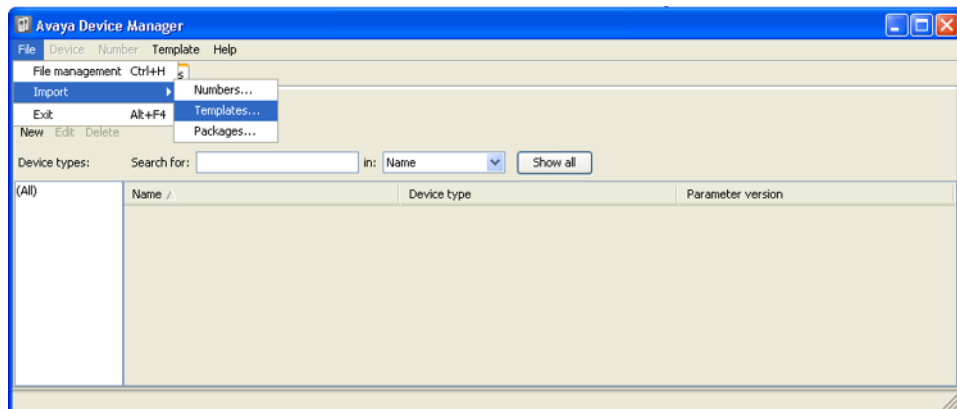 Avaya Device Manager
File Device Number Template Help
File management Ctrl+H
s
Import
Numbers...
Exit Alt+F4
Templates...
Packages...
New Edit Delete
Device types: Search for: in: Name Show all
(All) Name Device type Parameter version